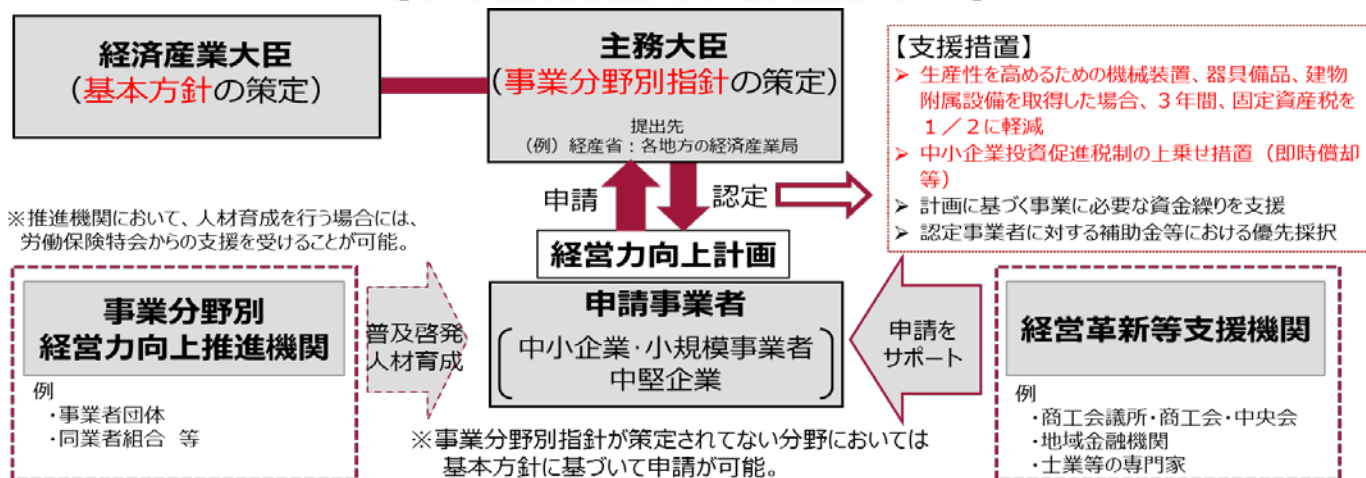 経済産業大臣
（基本方針の策定）
主務大臣
（事業分野別指針の策定）
提出先
（例）経産省：各地方の経済産業局
【支援措置】
➢ 生産性を高めるための機械装置、器具備品、建物
附属設備を取得した場合、３年間、固定資産税を
１／２に軽減
➢ 中小企業投資促進税制の上乗せ措置（即時償却
等）
➢ 計画に基づく事業に必要な資金繰りを支援
➢ 認定事業者に対する補助金等における優先採択
申請
認定
※推進機関において、人材育成を行う場合には、
労働保険特会からの支援を受けることが可能。
経営力向上計画
事業分野別
経営力向上推進機関
例
・事業者団体
・同業者組合 等
普及啓発
人材育成
申請事業者
中小企業・小規模事業者
中堅企業
申請を
サポート
経営革新等支援機関
例
・商工会議所・商工会・中央会
・地域金融機関
・士業等の専門家
※事業分野別指針が策定されてない分野においては
基本方針に基づいて申請が可能。